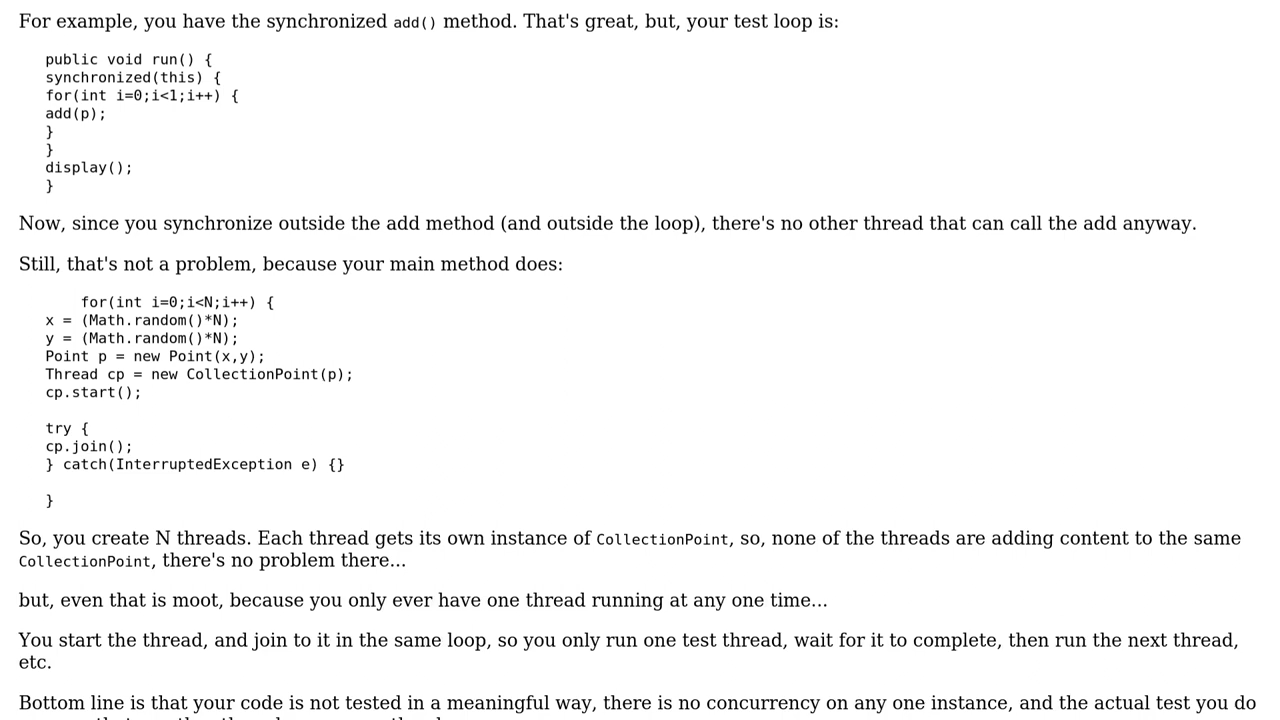 For example, you have the synchronized add() method. That's great, but, your test loop is:
public void run() {
synchronized(this) {
for(int i=0;i<1;i++) {
add(p);
}
}
display();
}
Now, since you synchronize outside the add method (and outside the loop), there's no other thread that can call the add anyway.
Still, that's not a problem, because your main method does:
for(int i=0;i<N;i++) {
x = (Math.random()*N);
y = (Math.random()*N);
Point p = new Point(x,y);
Thread cp = new CollectionPoint(p);
cp.start();
try {
cp.join();
} catch(InterruptedException e) {}
}
So, you create N threads. Each thread gets its own instance of CollectionPoint, so, none of the threads are adding content to the same
CollectionPoint, there's no problem there...
but, even that is moot, because you only ever have one thread running at any one time...
You start the thread, and join to it in the same loop, so you only run one test thread, wait for it to complete, then run the next thread,
etc.
Bottom line is that your code is not tested in a meaningful way, there is no concurrency on any one instance, and the actual test you do